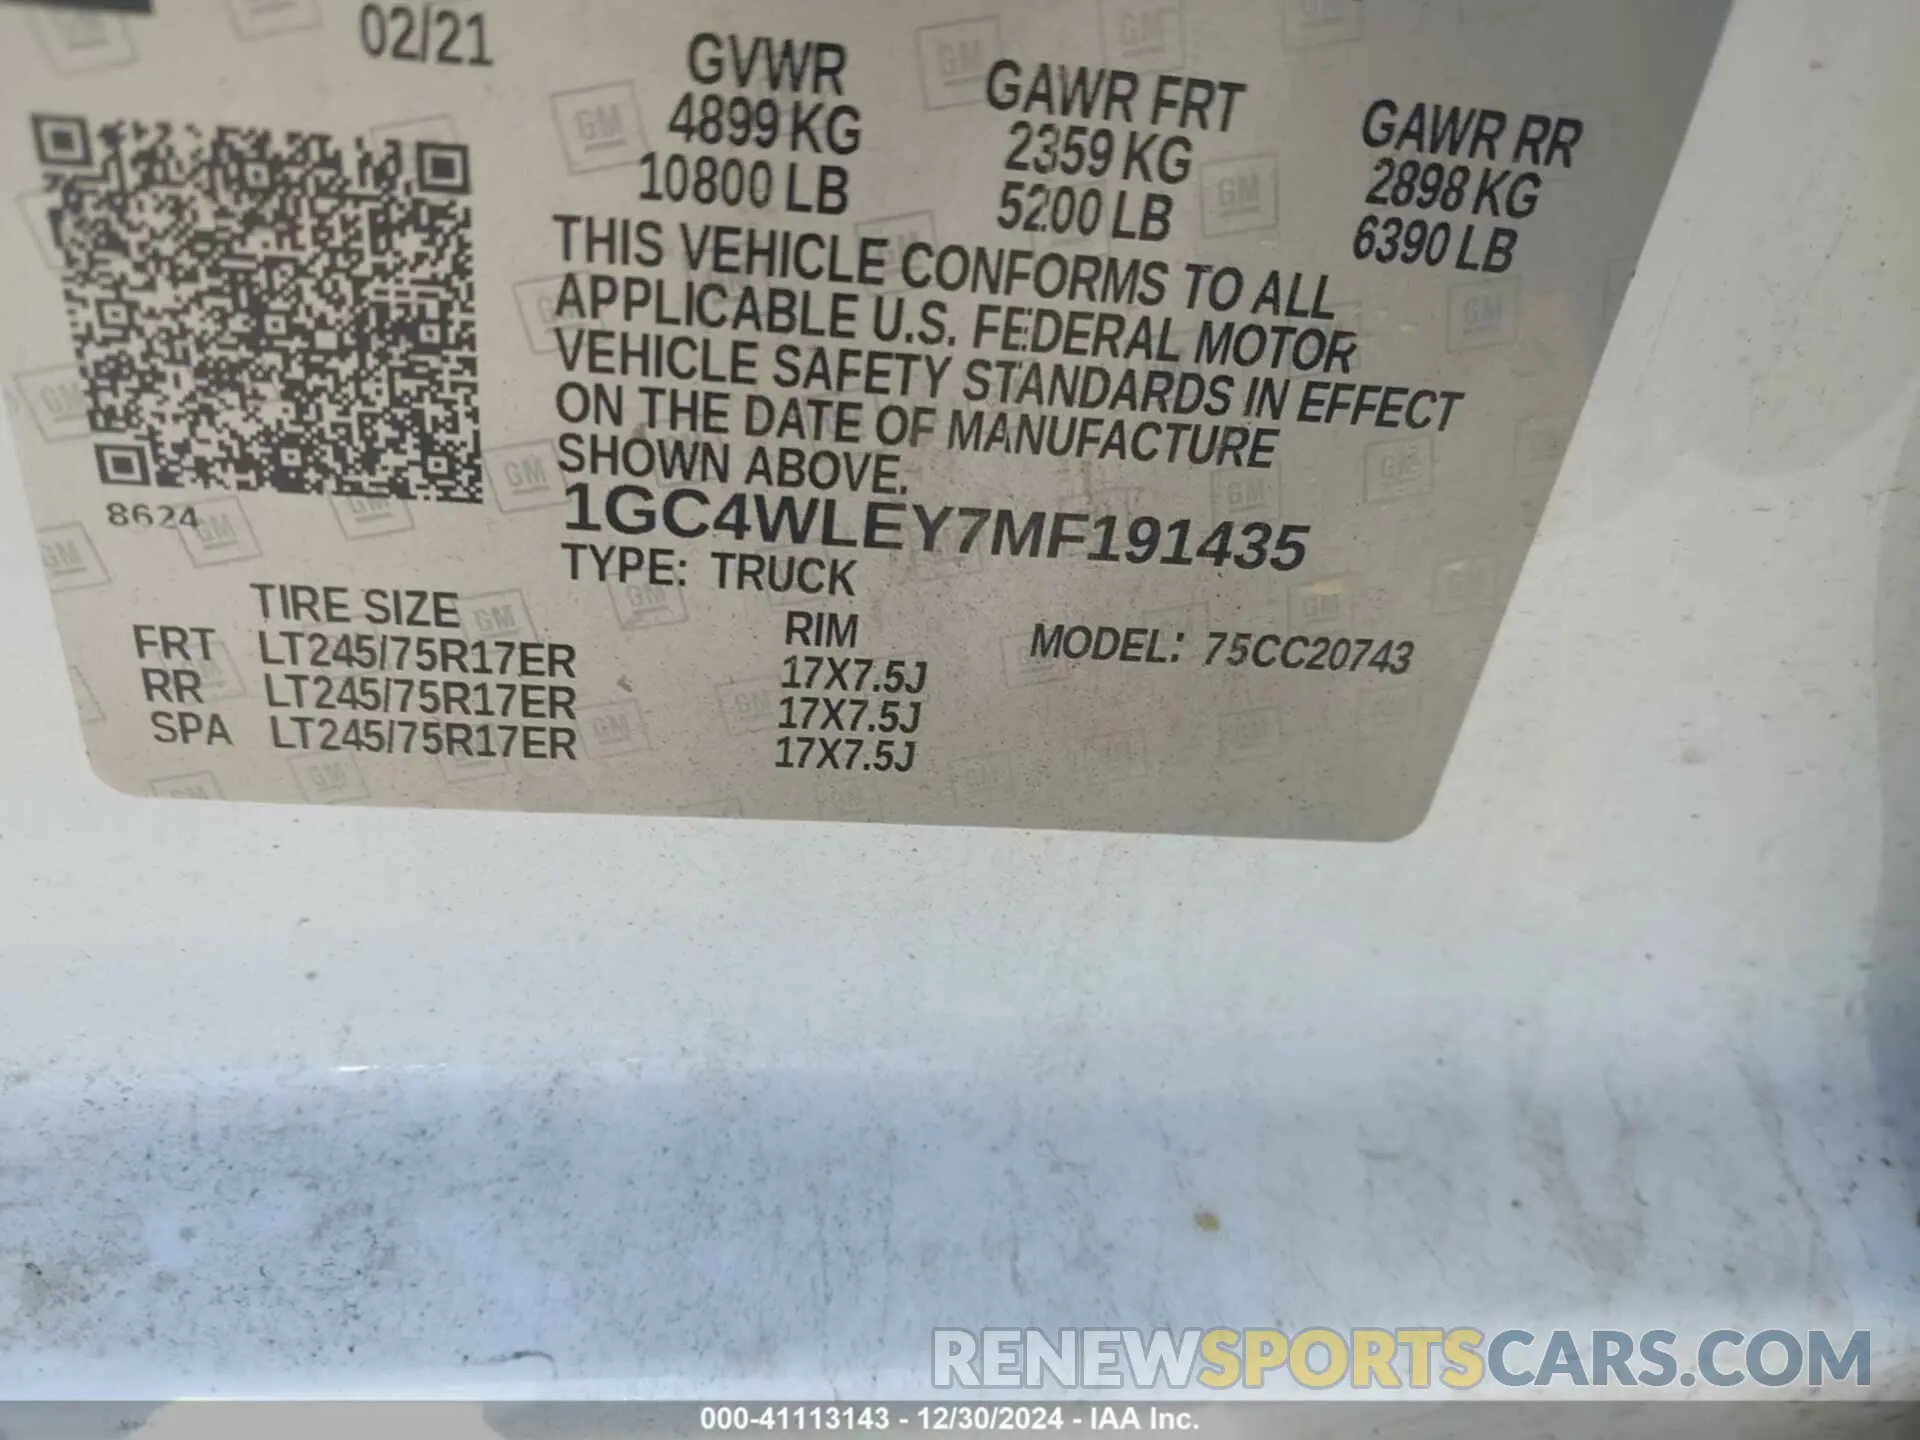 02/21
GVWR GAWR FRT GAWR RR
4899 KG 2359 KG 2898 KG
10800 LB 5200 LB 6390 LB
THIS VEHICLE CONFORMS TO ALL
APPLICABLE U.S. FEDERAL MOTOR
VEHICLE SAFETY STANDARDS IN EFFECT
ON THE DATE OF MANUFACTURE
SHOWN ABOVE.
8624
1GC4WLEY7MF191435
TYPE: TRUCK
TIRE SIZE RIM MODEL: 75CC20743
FRT LT245/75R17ER 17X7.5J
RR LT245/75R17ER 17X7.5J
SPA LT245/75R17ER 17X7.5J
GM
RENEWSPORTSCARS.COM
000-41113143 - 12/30/2024 - IAA Inc.